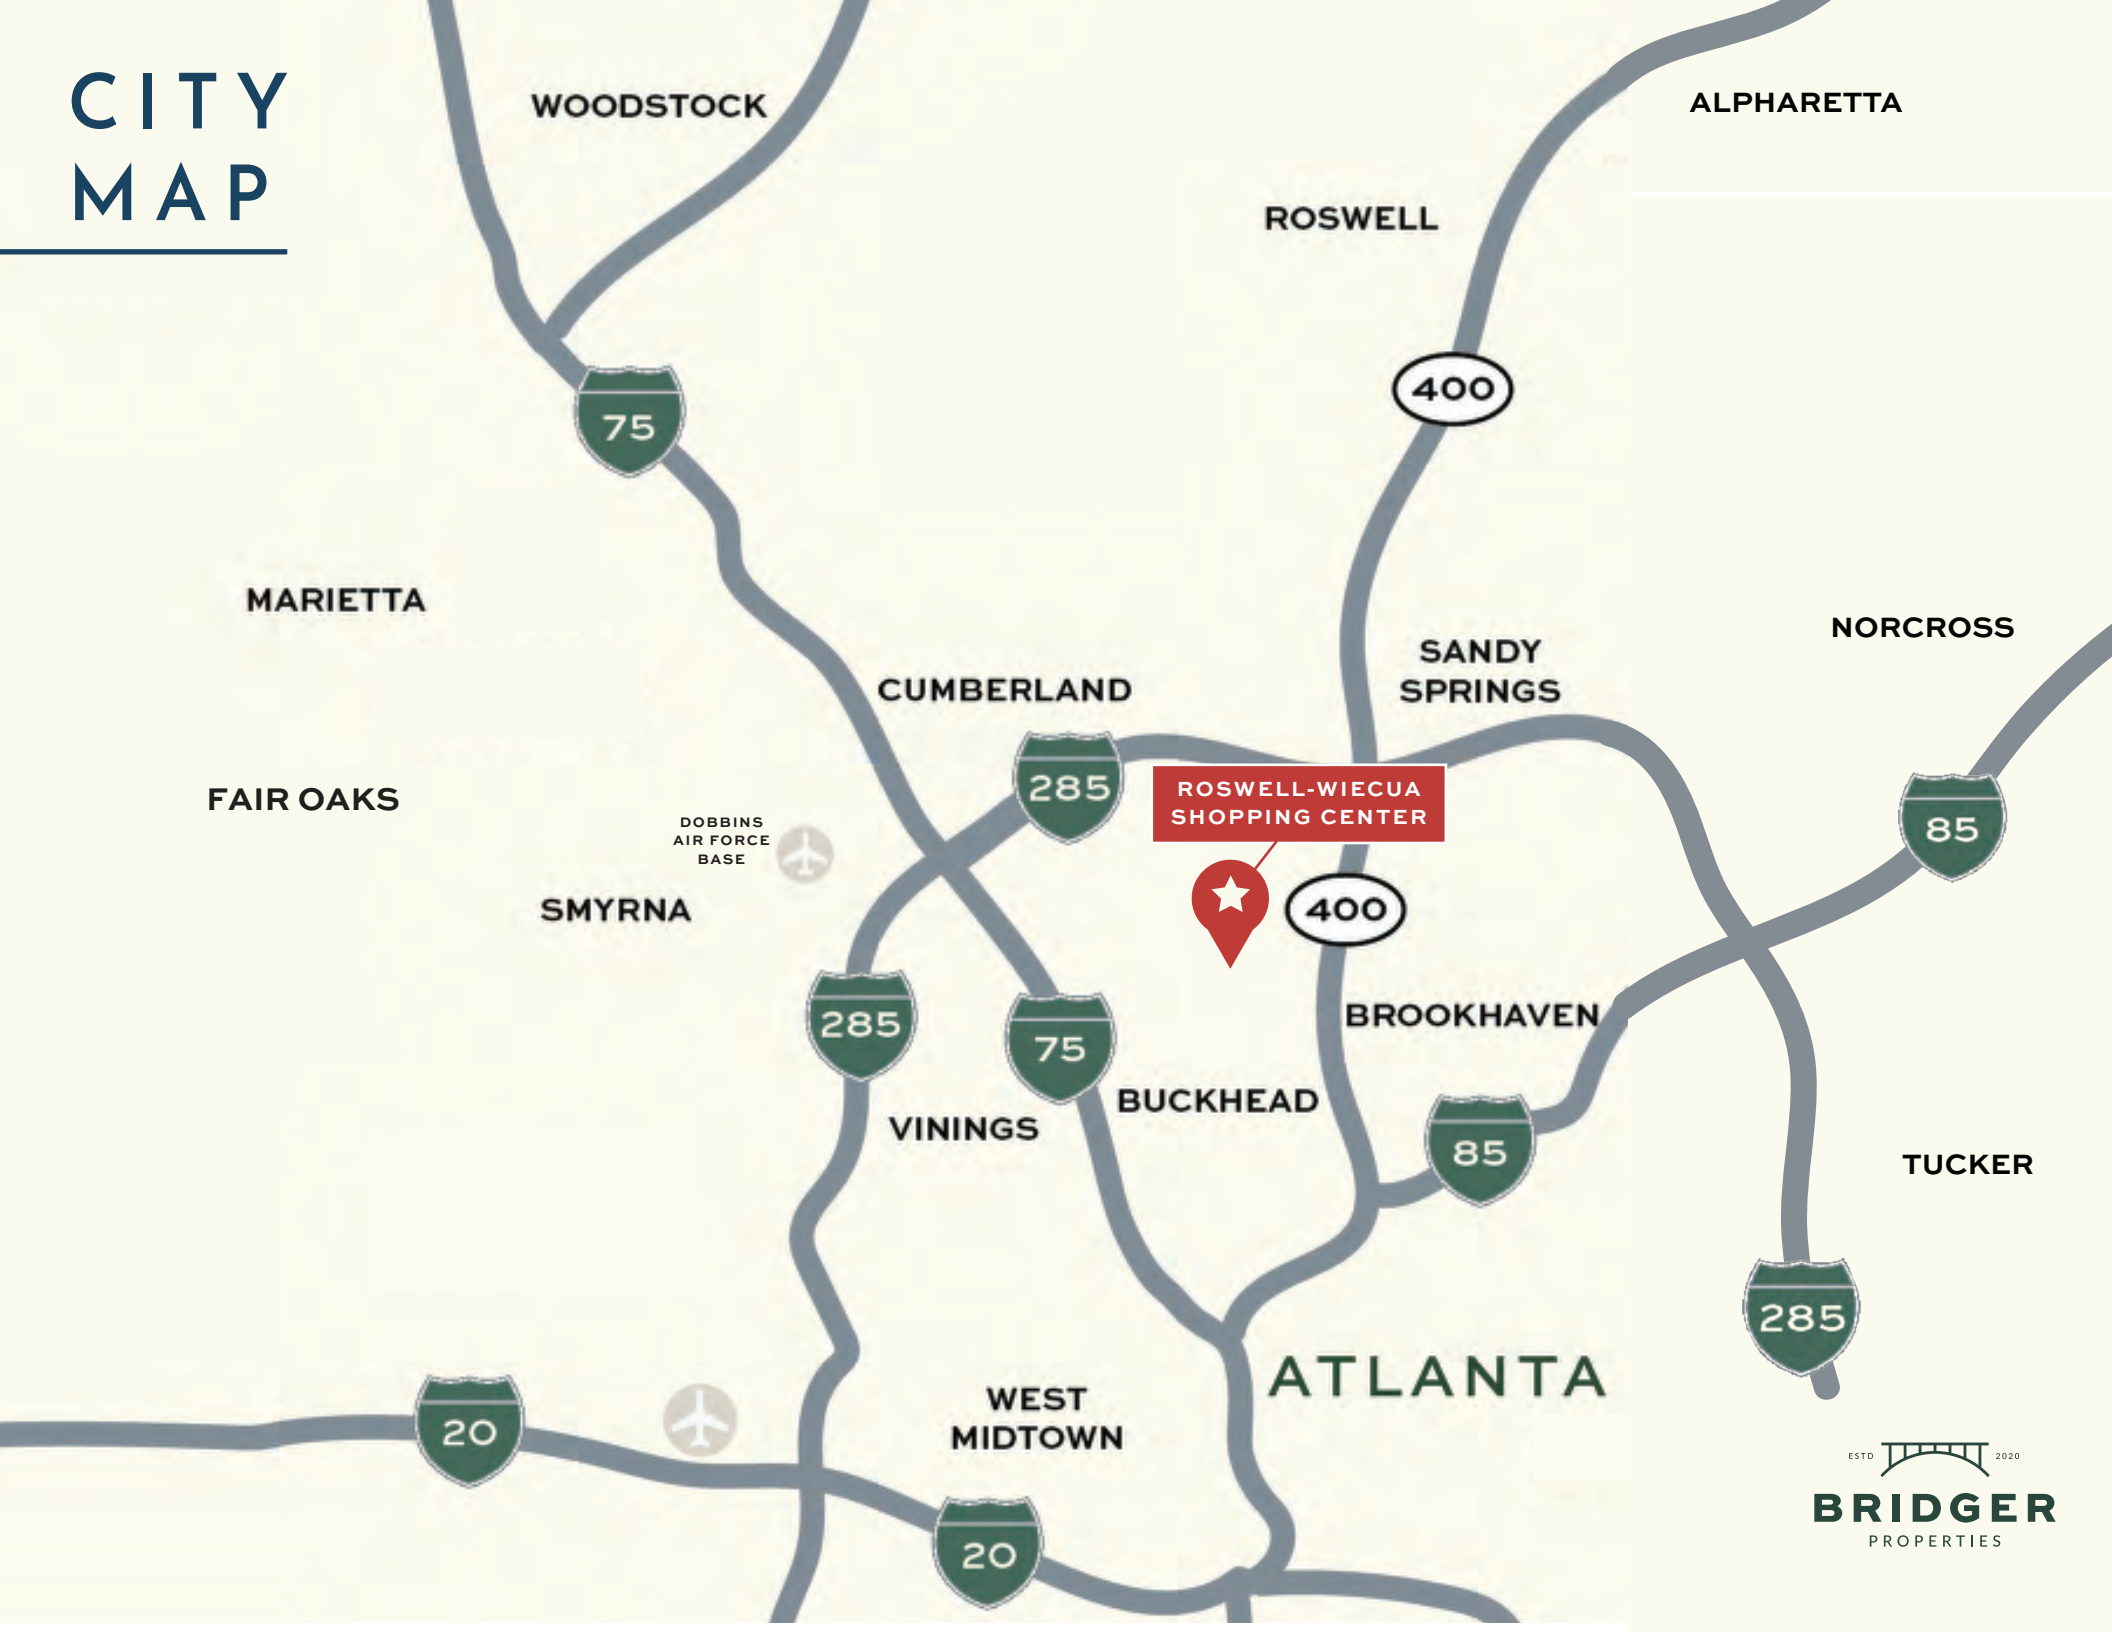 CITY
MAP
WOODSTOCK
ALPHARETTA
ROSWELL
400
75
MARIETTA
NORCROSS
SANDY
SPRINGS
CUMBERLAND
285
ROSWELL-WIECUA
SHOPPING CENTER
FAIR OAKS
DOBBINS
AIR FORCE
BASE
85
SMYRNA
400
285
75
BROOKHAVEN
BUCKHEAD
VININGS
85
TUCKER
285
ATLANTA
WEST
MIDTOWN
20
20
ESTD 2020
BRIDGER
PROPERTIES